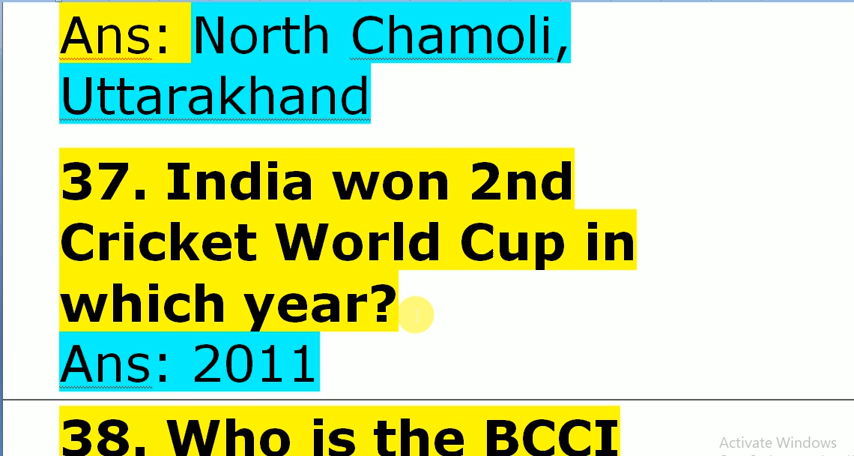 Ans: North Chamoli,
Uttarakhand
37. India won 2nd
Cricket World Cup in
which year?
Ans: 2011
38. Who is the BCCI
Activate Windows